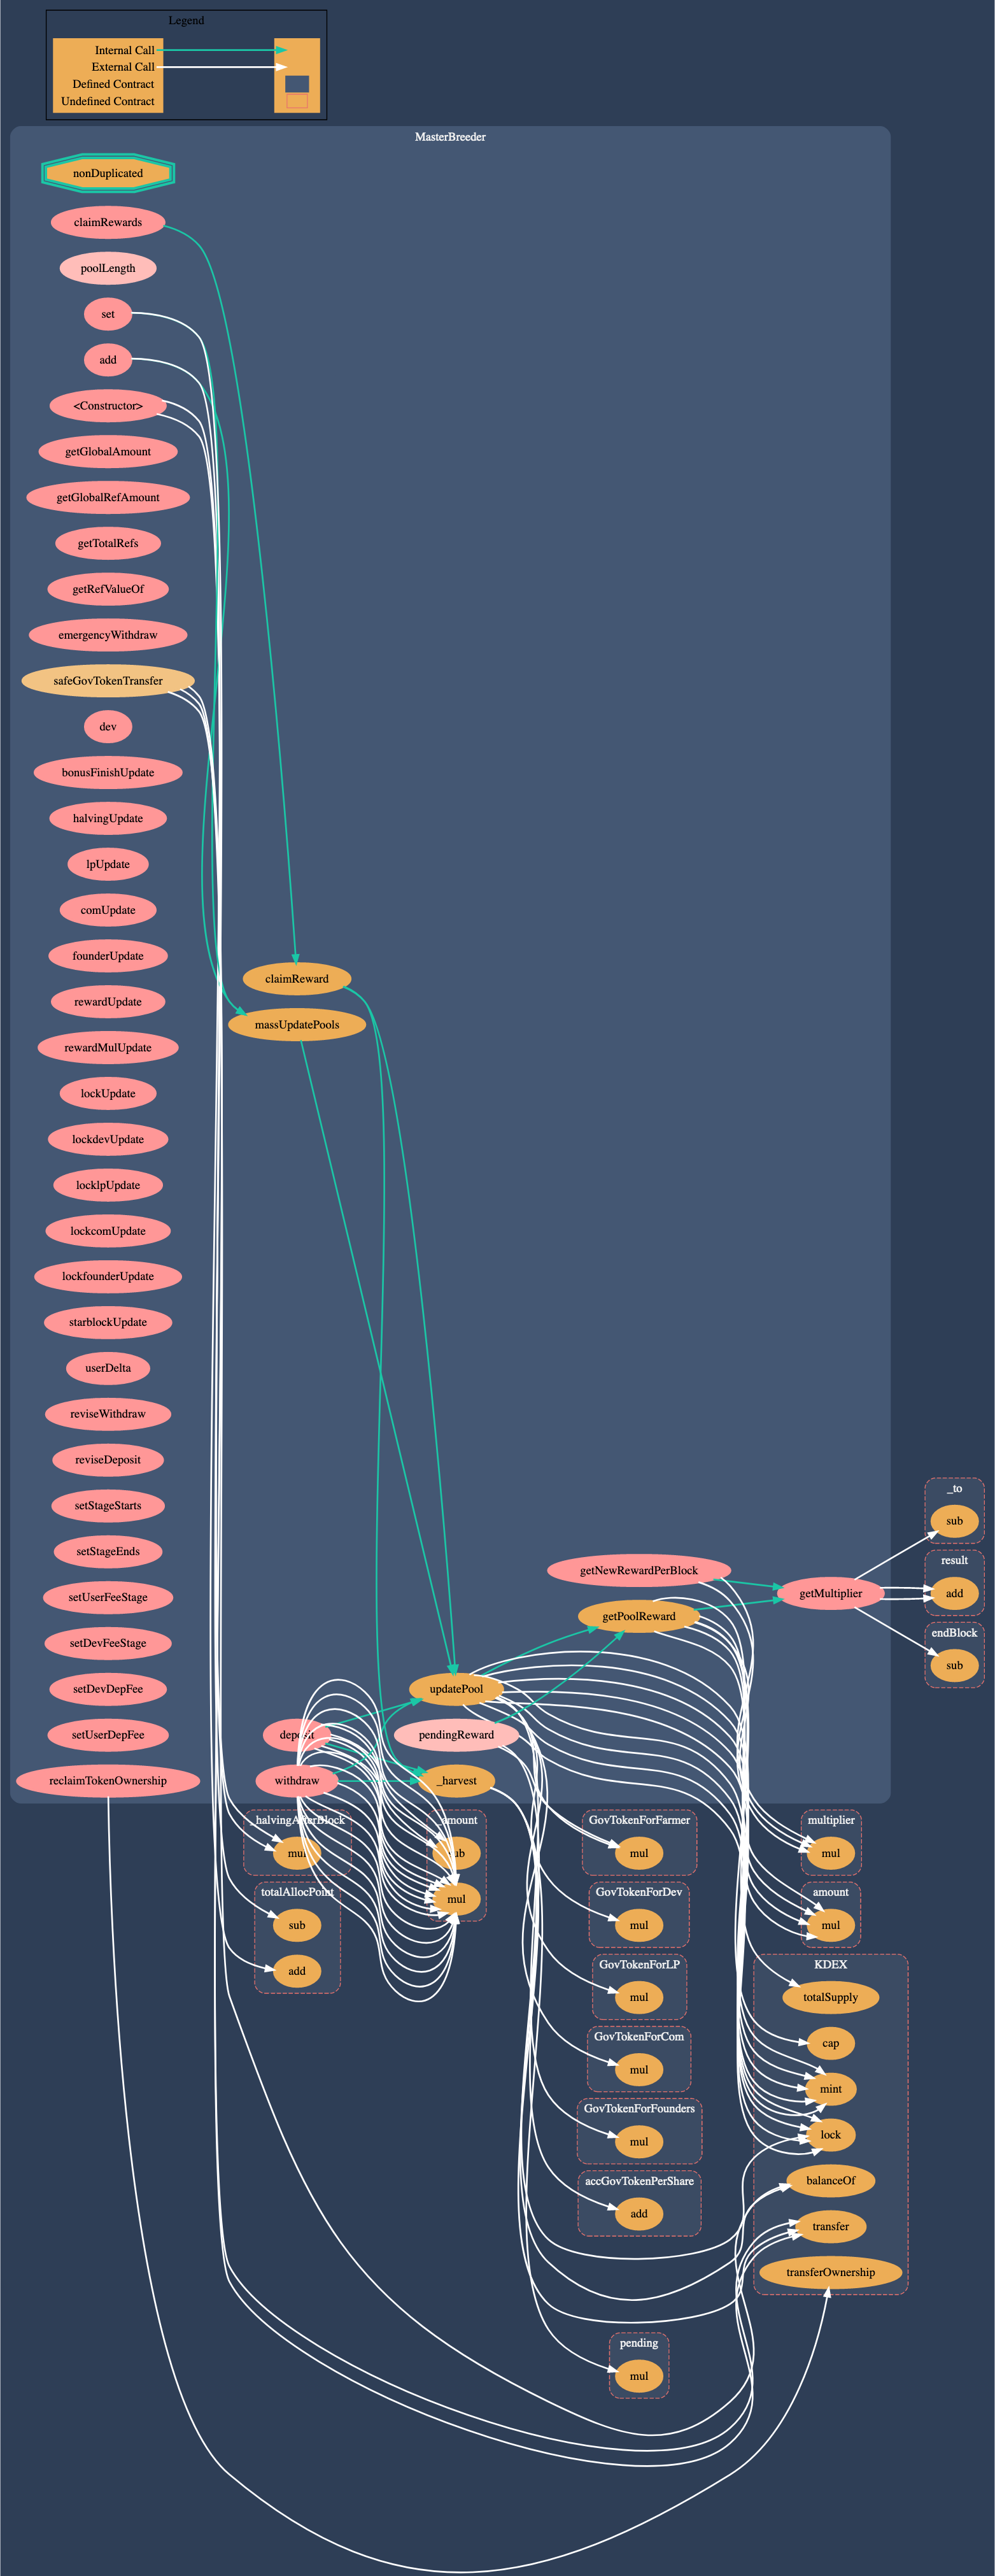 Legend
Internal Call
External Call
Defined Contract
Undefined Contract
MasterBreeder
nonDuplicated
claimRewards
poolLength
set
add
<Constructor>
getGlobalAmount
getGlobalRefAmount
getTotalRefs
getRefValueOf
emergencyWithdraw
safeGovTokenTransfer
dev
bonusFinishUpdate
halvingUpdate
lpUpdate
comUpdate
founderUpdate
claimReward
rewardUpdate
massUpdatePools
rewardMulUpdate
lockUpdate
lockdevUpdate
locklpUpdate
lockcomUpdate
lockfounderUpdate
starblockUpdate
userDelta
reviseWithdraw
reviseDeposit
setStageStarts
setStageEnds
setUserFeeStage
setDevFeeStage
setDevDepFee
setUserDepFee
reclaimTokenOwnership
getNewRewardPerBlock
getPoolReward
getMultiplier
updatePool
deposit
pendingReward
withdraw
_harvest
_to
sub
result
add
endBlock
sub
_halvingAfterBlock
mul
totalAllocPoint
sub
add
_amount
sub
mul
GovTokenForFarmer
mul
GovTokenForDev
mul
GovTokenForLP
mul
GovTokenForCom
mul
GovTokenForFounders
mul
accGovTokenPerShare
add
pending
mul
multiplier
mul
amount
mul
KDEX
totalSupply
cap
mint
lock
balanceOf
transfer
transferOwnership